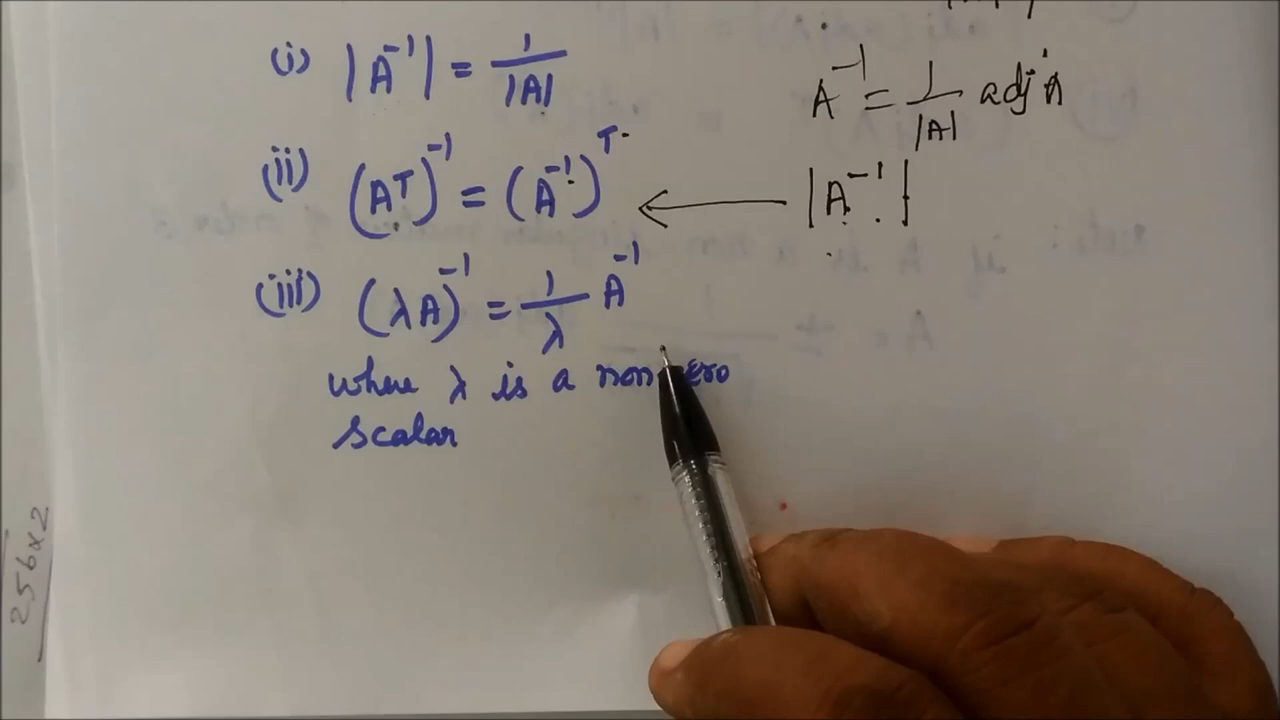 (i) |A⁻¹| = 1/|A|
A⁻¹ = 1/|A| adj A
(ii) (Aᵀ)⁻¹ = (A⁻¹)ᵀ ← |A⁻¹|
(iii) (λA)⁻¹ = 1/λ A⁻¹
where λ is a non zero
scalar
256x2